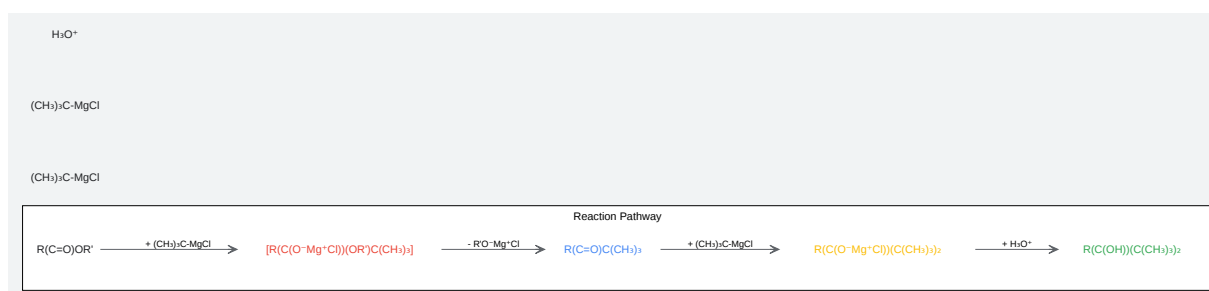 H₃O⁺
(CH₃)₃C-MgCl
(CH₃)₃C-MgCl
Reaction Pathway
R(C=O)OR' + (CH₃)₃C-MgCl [R(C(O⁻Mg⁺Cl))(OR')C(CH₃)₃] - R'O⁻Mg⁺Cl R(C=O)C(CH₃)₃ + (CH₃)₃C-MgCl R(C(O⁻Mg⁺Cl))(C(CH₃)₃)₂ + H₃O⁺ R(C(OH))(C(CH₃)₃)₂